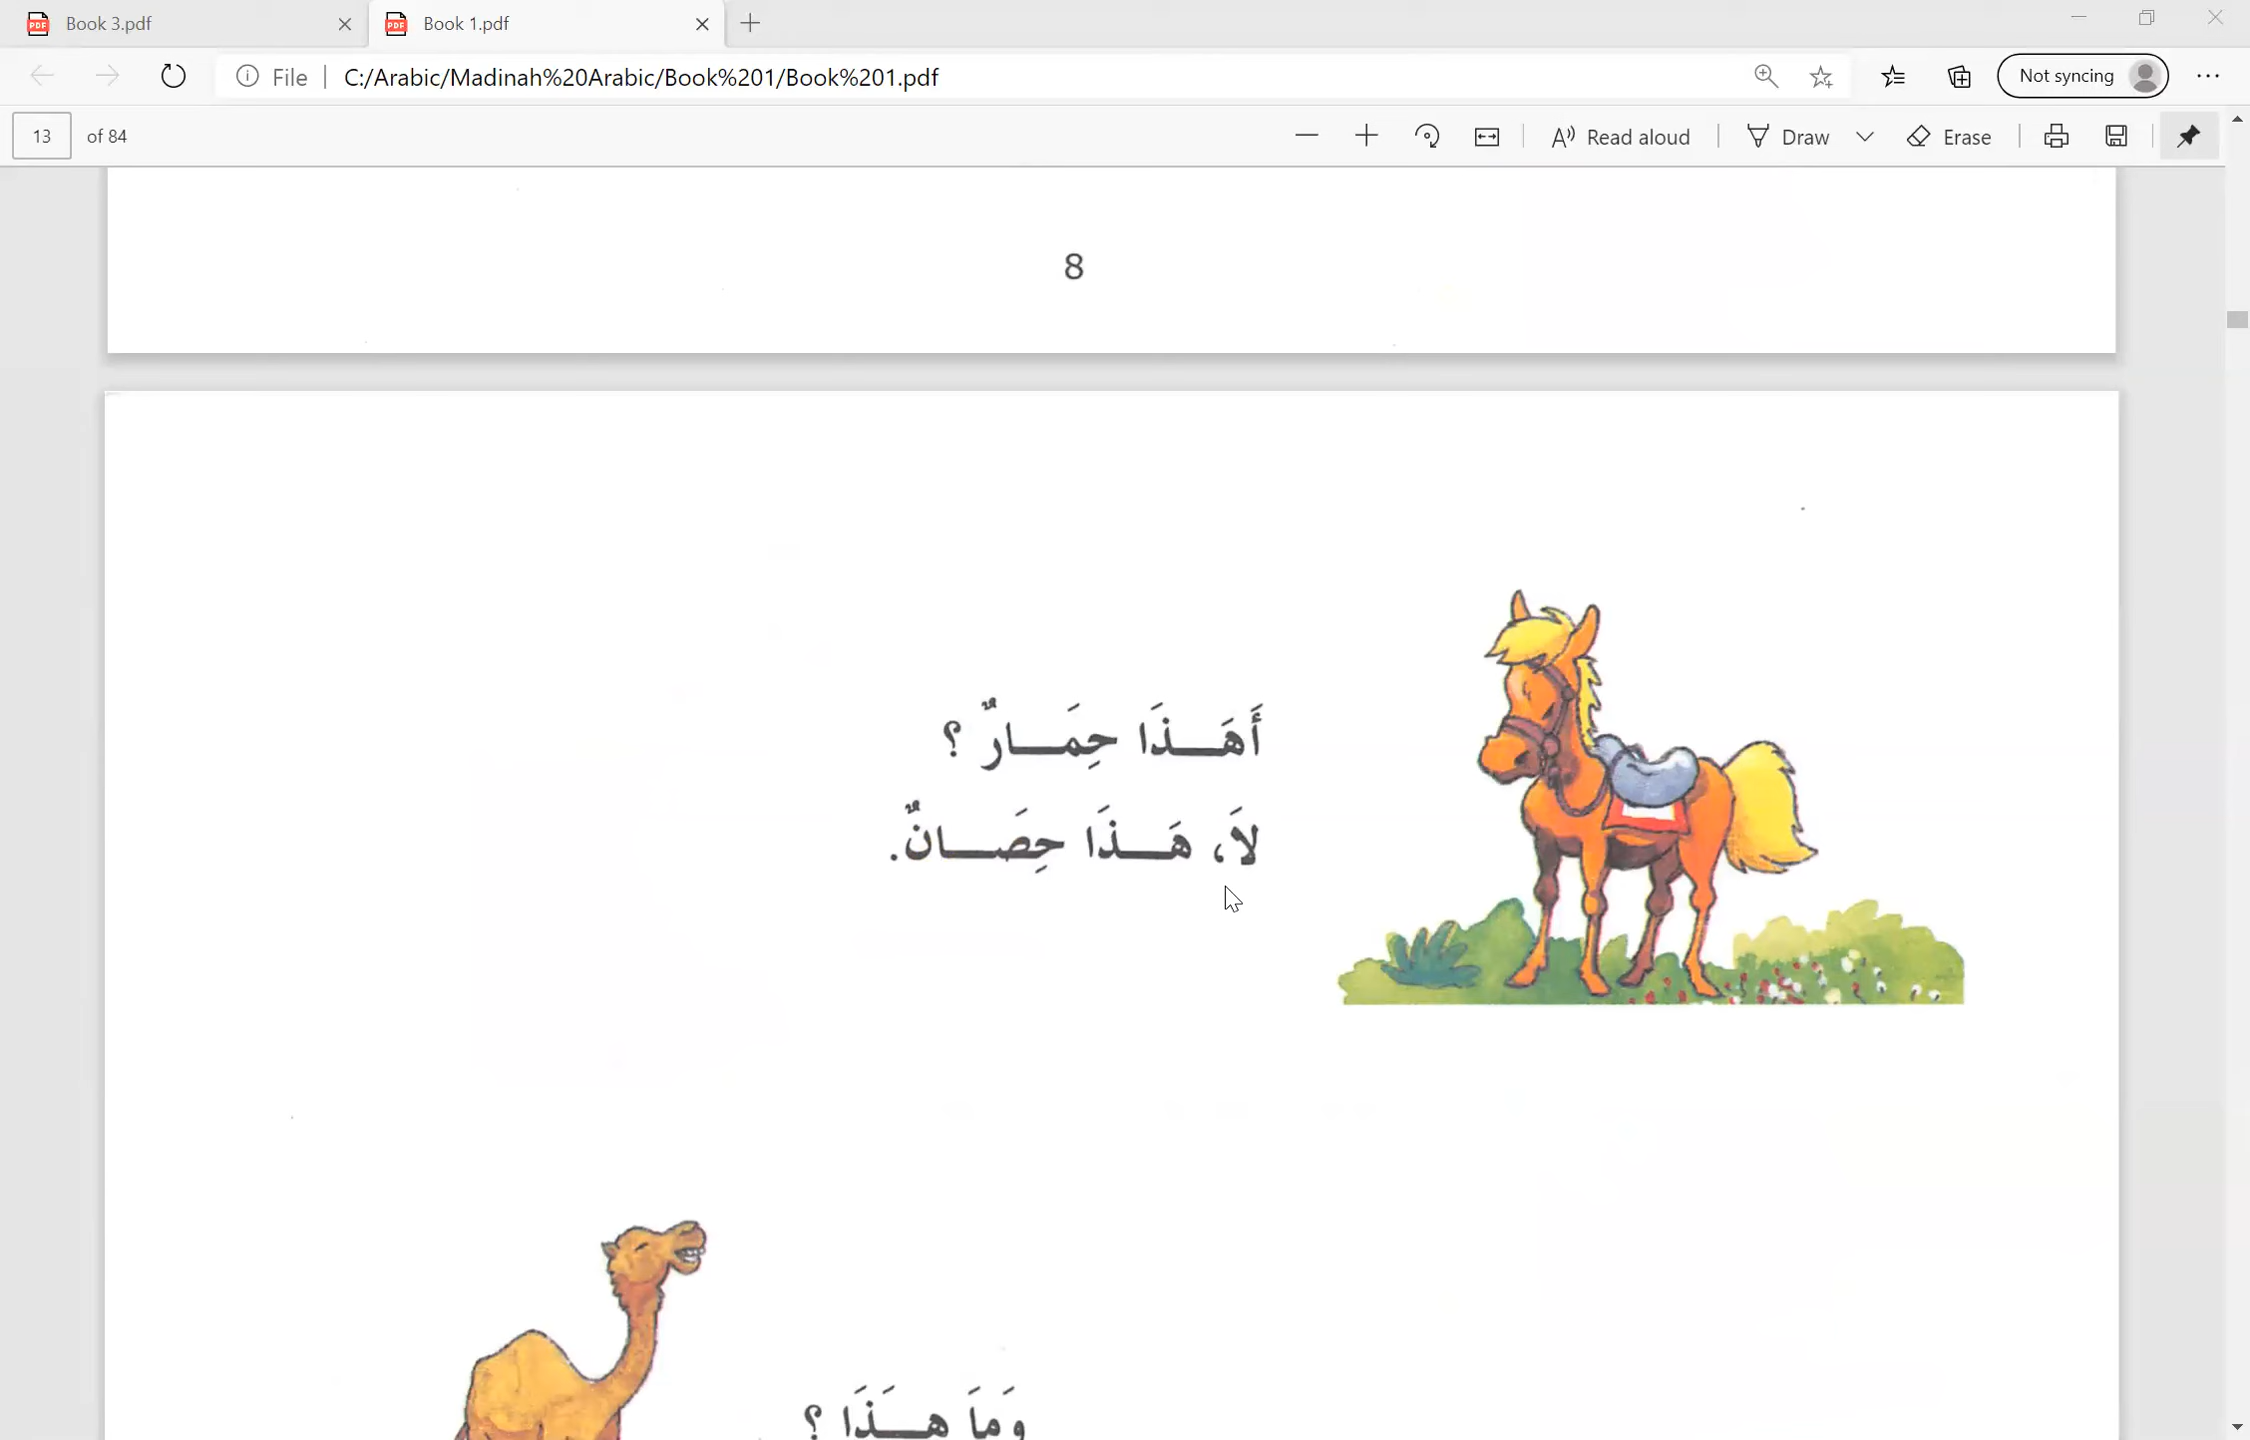 Book 3.pdf
Book 1.pdf
File
C:/Arabic/Madinah%20Arabic/Book%201/Book%201.pdf
Not syncing
13 of 84
Read aloud
Draw
Erase
8
أَهَـــذَا حِمَـــارٌ ؟
لاَ، هَـــذَا حِصَـــانٌ.
وَمَا هـَـــذَا ؟